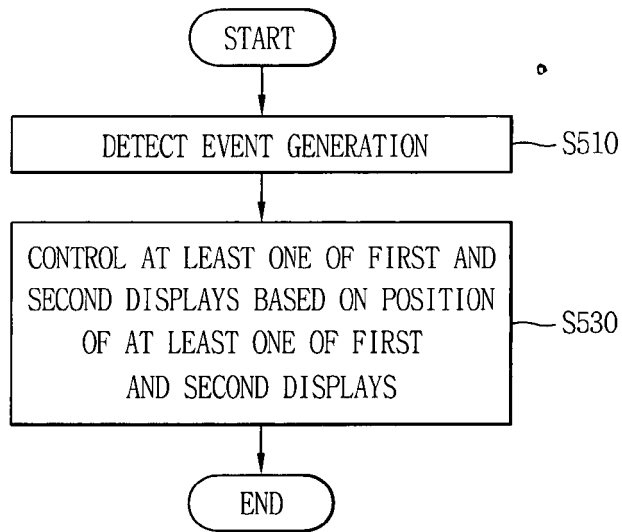 START
DETECT EVENT GENERATION
S510
CONTROL AT LEAST ONE OF FIRST AND
SECOND DISPLAYS BASED ON POSITION
OF AT LEAST ONE OF FIRST
AND SECOND DISPLAYS
S530
END